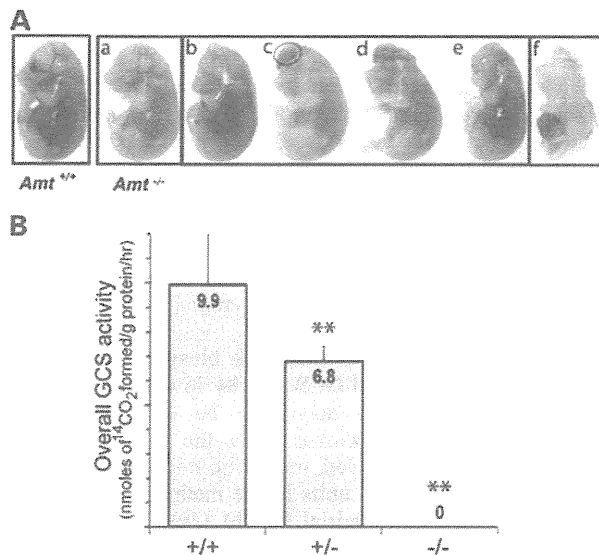 A
a b c d e f
Amt +/+ Amt -/-
B
Overall GCS activity
(nmoles of 14CO2 formed/g protein/hr)
9.9
**
6.8
**
0
+/+ +/- -/-